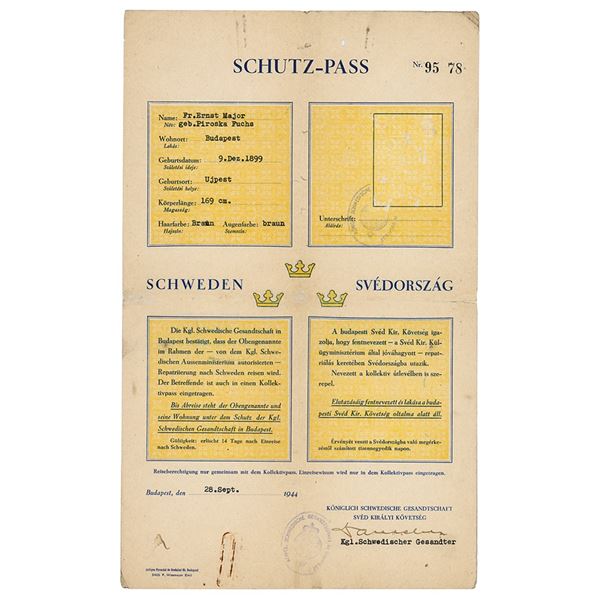 SCHUTZ-PASS
Nr. 95 78
Name: Fr.Ernst Major
Név: geb.Piroska Fuchs
Wohnort: Budapest
Lakás:
Geburtsdatum: 9.Dez.1899
Születési ideje:
Geburtsort: Ujpest
Születési helye:
Körperlänge: 169 cm.
Magasság:
Haarfarbe: Braun Augenfarbe: braun
Hajszín: Szemszín:
Unterschrift:
Aláírás:
SCHWEDEN
SVÉDORSZÁG
Die Kgl. Schwedische Gesandtschaft in
Budapest bestätigt, dass der Obengenannte
im Rahmen der — von dem Kgl. Schwe-
dischen Aussenministerium autorisierten —
Repatriierung nach Schweden reisen wird.
Der Betreffende ist auch in einen Kollek-
tivpass eingetragen.
Bis Abreise steht der Obengenannte und
seine Wohnung unter dem Schutz der Kgl.
Schwedischen Gesandtschaft in Budapest.
Gültigkeit: erlischt 14 Tage nach Einreise
nach Schweden.
A budapesti Svéd Kir. Követség iga-
zolja, hogy fentnevezett — a Svéd Kir. Kül-
ügyminisztérium által jóváhagyott — repat-
riálás keretében Svédországba utazik.
Nevezett a kollektiv útlevélben is sze-
repel.
Elutazásáig fentnevezett és lakása a buda-
pesti Svéd Kir. Követség oltalma alatt áll.
Érvényét veszti a Svédországba való megérke-
zéstől számított tizennegyedik napon.
Reiseberechtigung nur gemeinsam mit dem Kollektivpass. Einreisewisum wird nur in dem Kollektivpass eingetragen.
Budapest, den 28.Sept. 1944
KÖNIGLICH SCHWEDISCHE GESANDTSCHAFT
SVÉD KIRÁLYI KÖVETSÉG
Kgl.Schwedischer Gesandter